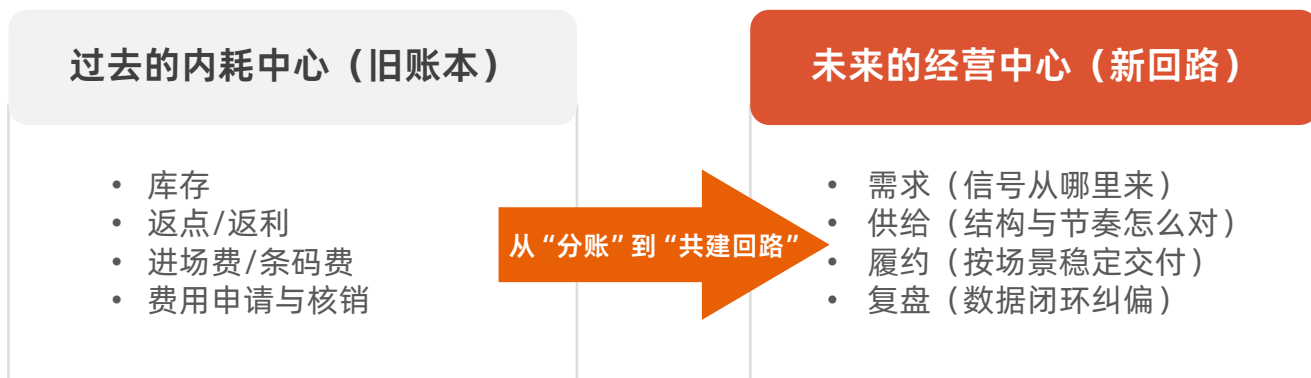 过去的内耗中心（旧账本）
• 库存
• 返点/返利
• 进场费/条码费
• 费用申请与核销
从“分账”到“共建回路”
未来的经营中心（新回路）
• 需求（信号从哪里来）
• 供给（结构与节奏怎么对）
• 履约（按场景稳定交付）
• 复盘（数据闭环纠偏）